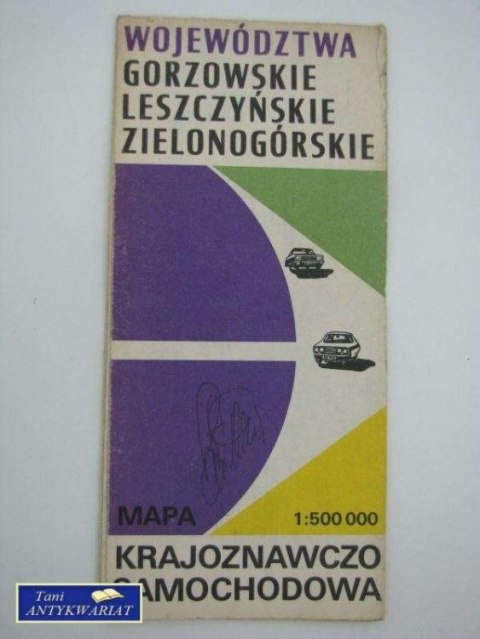 WOJEWÓDZTWA
GORZOWSKIE
LESZCZYŃSKIE
ZIELONOGÓRSKIE
MAPA 1:500 000
KRAJOZNAWCZO
SAMOCHODOWA
Tani
ANTYKWARIAT